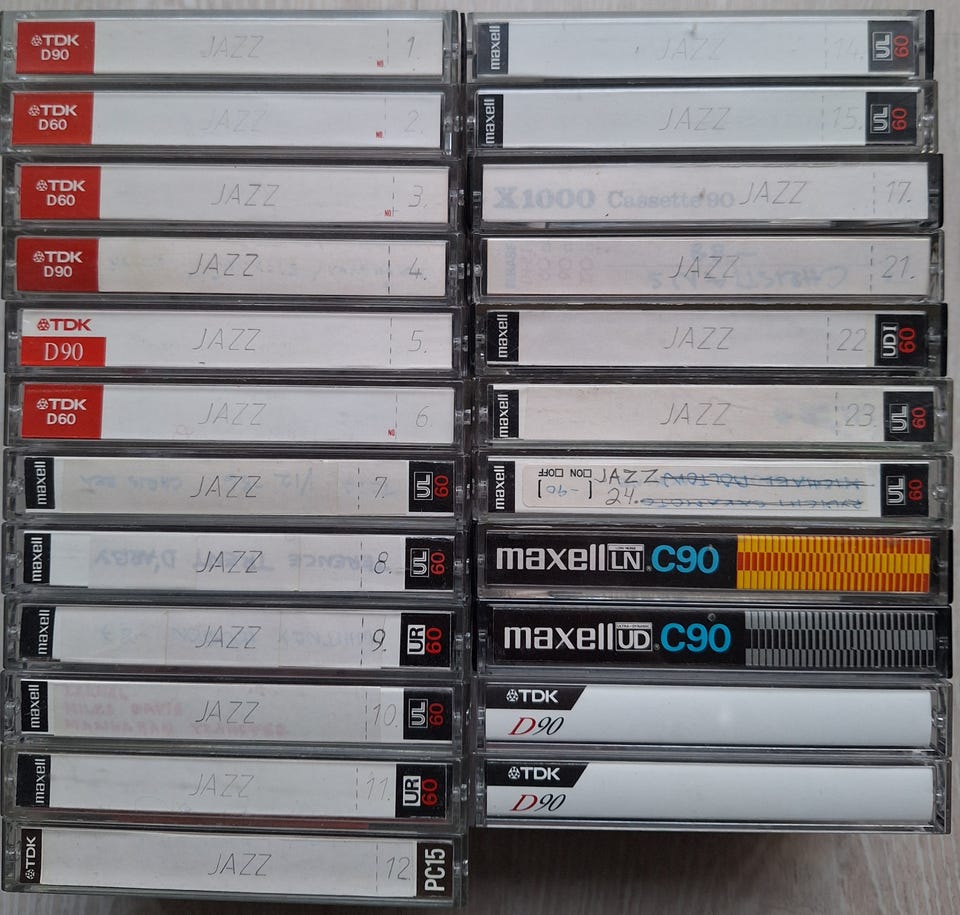 TDK JAZZ
D90 NO. 1.
TDK JAZZ
D60 NO. 2.
TDK JAZZ
D60 NO. 3.
TDK JAZZ
D90 4.
TDK JAZZ
D90 5.
TDK JAZZ
D60 NO. 6.
maxell JAZZ 7. UL 60
maxell JAZZ 8. UL 60
maxell JAZZ 9. UR 60
maxell JAZZ 10. UL 60
maxell JAZZ 11. UR 60
TDK JAZZ 12. PC15
maxell JAZZ 14. UL 60
maxell JAZZ 15. UL 60
X1000 Cassette 90 JAZZ 17.
JAZZ 21.
maxell JAZZ 22 UDI 60
maxell JAZZ 23. UL 60
maxell ON OFF JAZZ UL 60
[-90] 24.
maxell LN C90
maxell UD C90
TDK
D90
TDK
D90